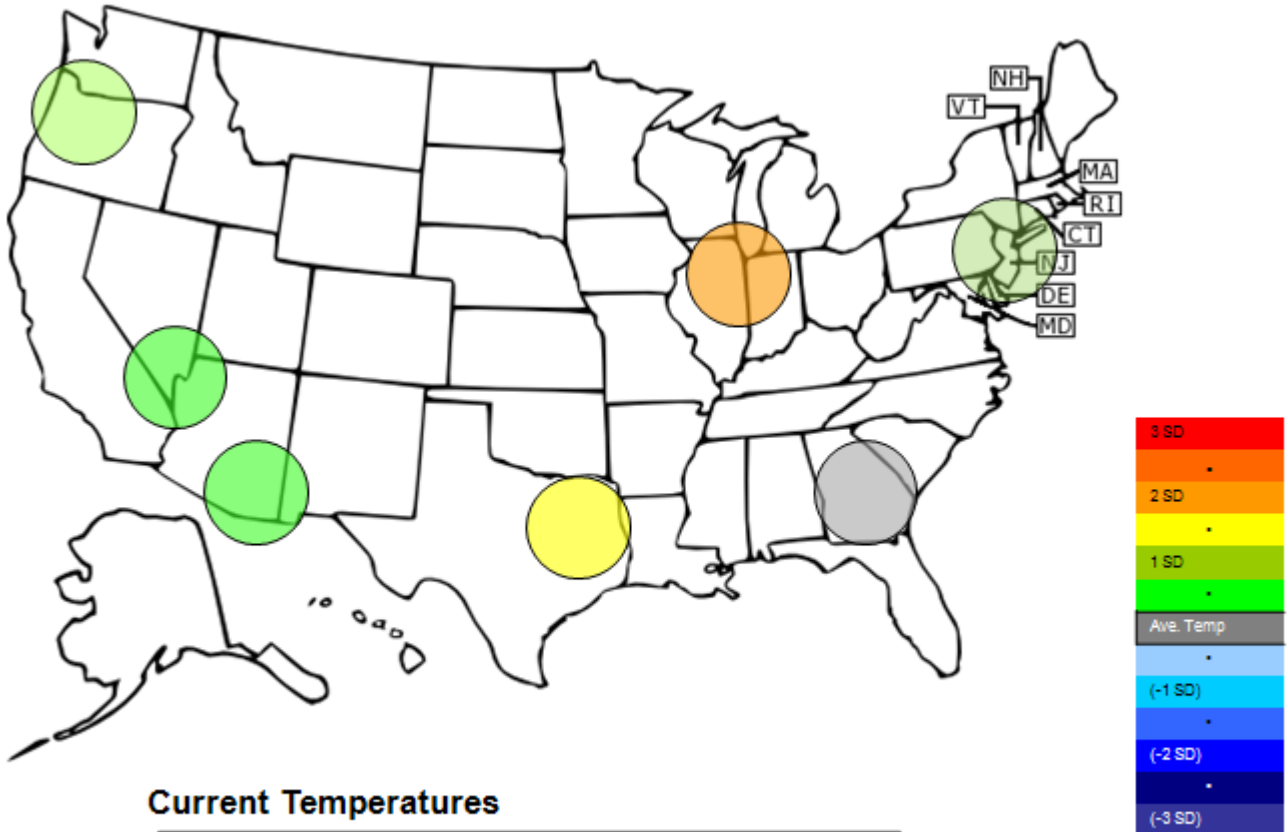 NH
VT
MA
RI
CT
NJ
DE
MD
3 SD
2 SD
1 SD
Ave. Temp
(-1 SD)
(-2 SD)
(-3 SD)
Current Temperatures